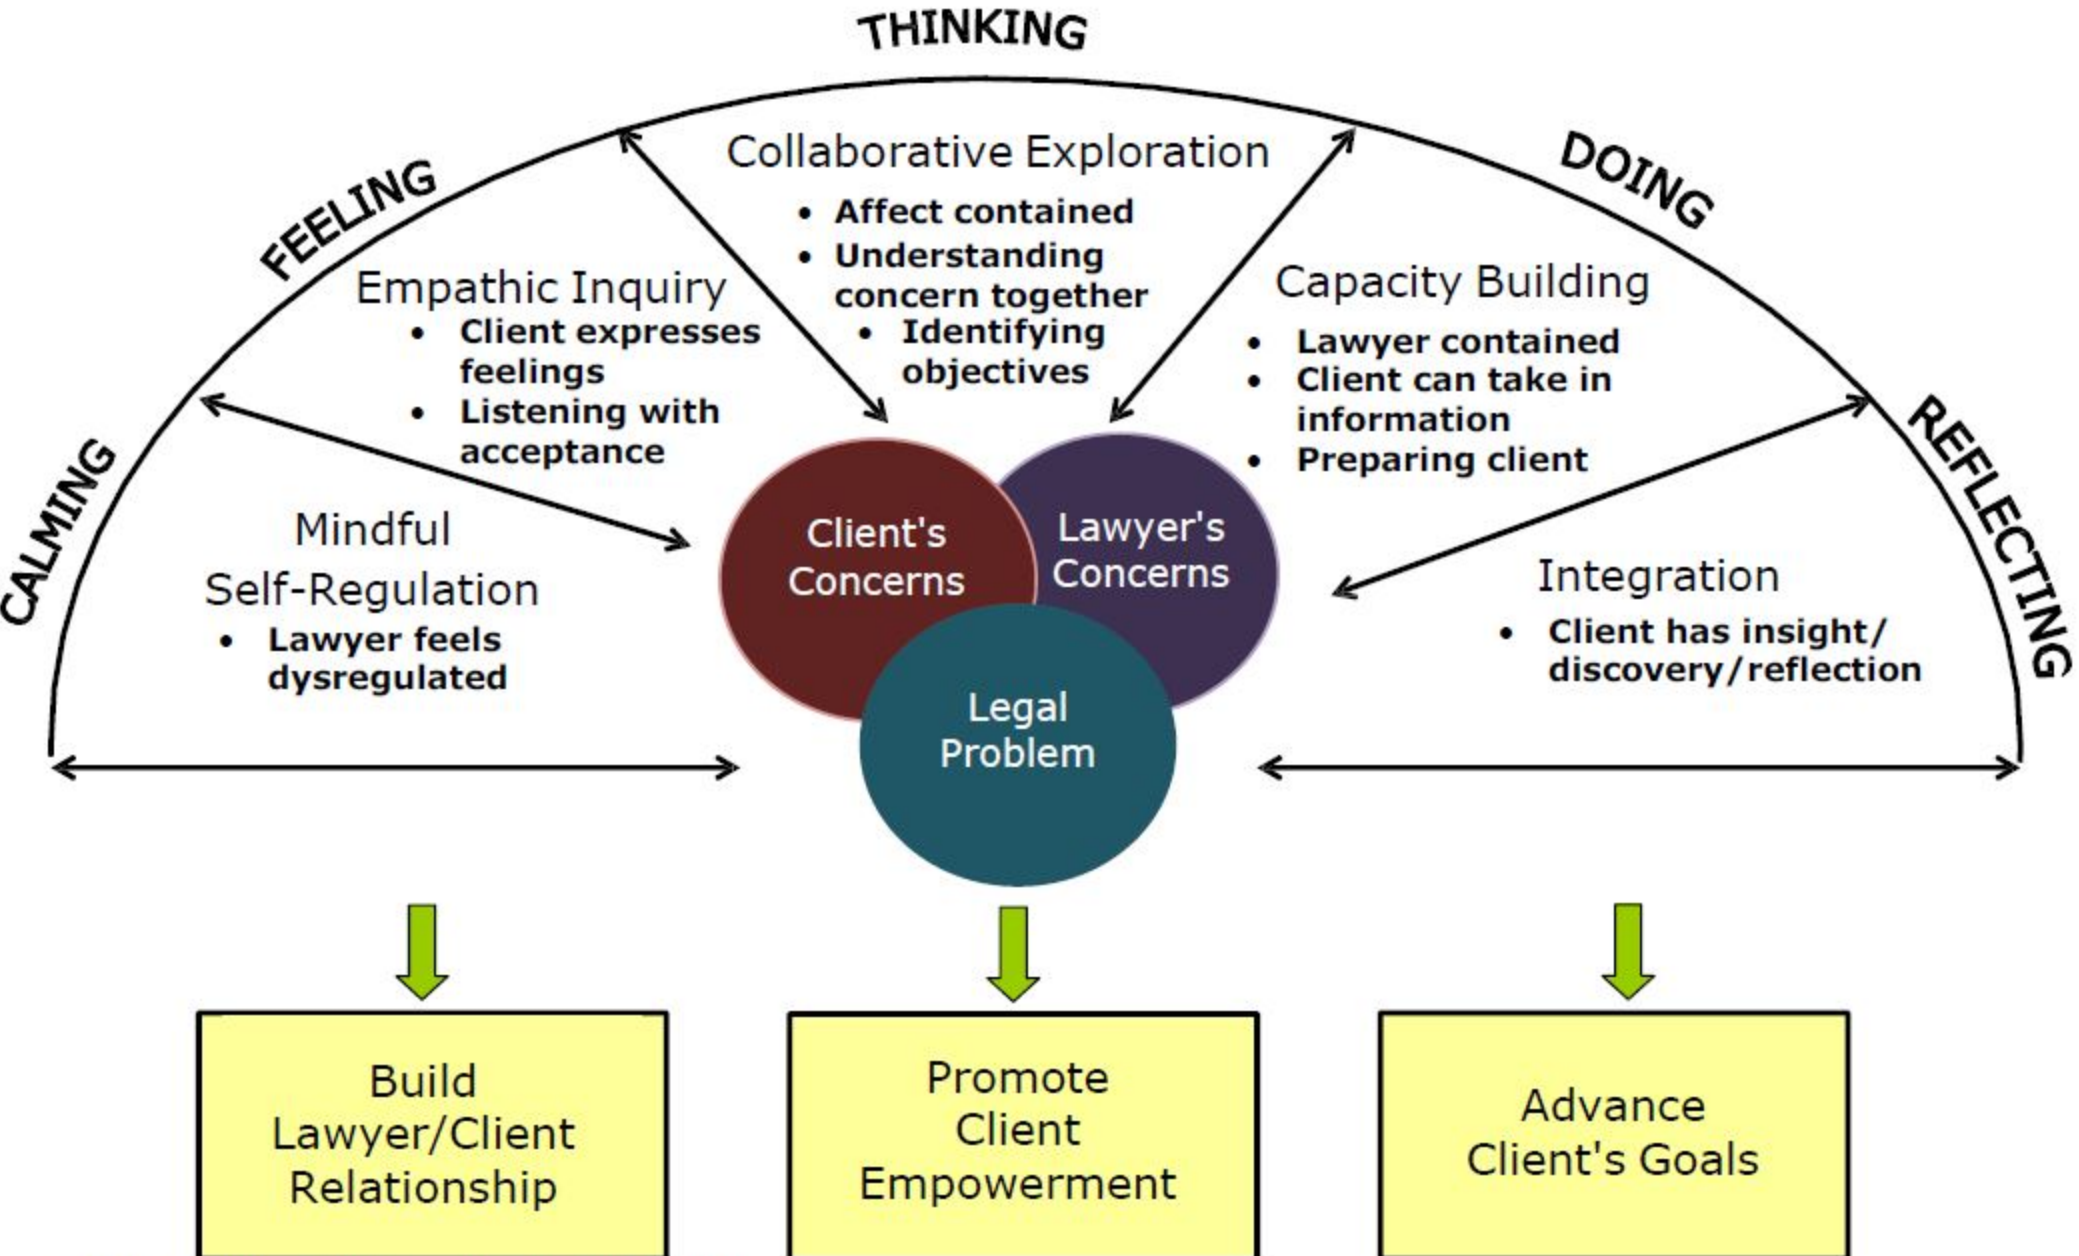 THINKING
FEELING
DOING
CALMING
REFLECTING
Collaborative Exploration
• Affect contained
• Understanding
concern together
• Identifying
objectives
Empathic Inquiry
• Client expresses
feelings
• Listening with
acceptance
Capacity Building
• Lawyer contained
• Client can take in
information
• Preparing client
Mindful
Self-Regulation
• Lawyer feels
dysregulated
Client's
Concerns
Lawyer's
Concerns
Legal
Problem
Integration
• Client has insight/
discovery/reflection
Build
Lawyer/Client
Relationship
Promote
Client
Empowerment
Advance
Client's Goals